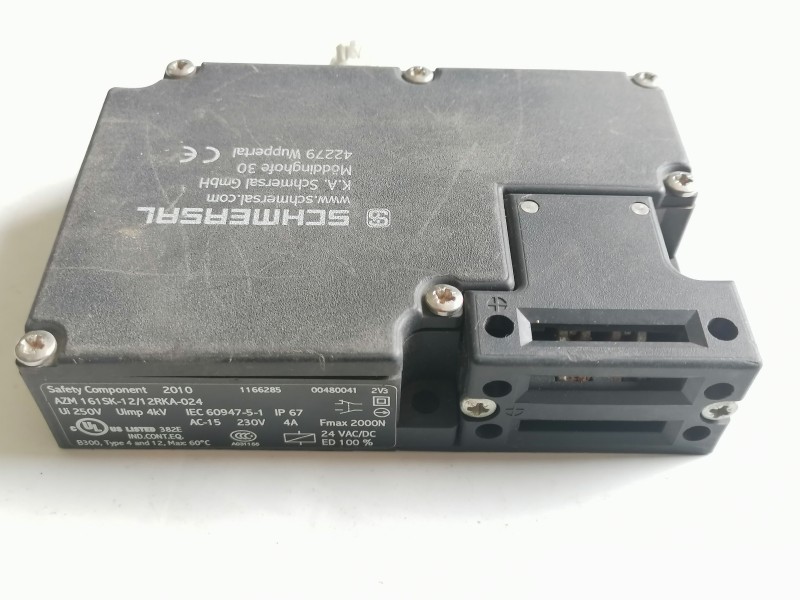 SCHMERSAL
www.schmersal.com
K.A. Schmersal GmbH
Möddinghofe 30
42279 Wuppertal CE
Safety Component 2010 1166285 00480041 2V2
AZM 161SK-12/12RKA-024
Ui 250V Uimp 4kV IEC 60947-5-1 IP 67
AC-15 230V 4A Fmax 2000N
c UL US LISTED 382E
IND.CONT.EQ.
B300, Type 4 and 12, Max: 60°C
CCC
24 VAC/DC
ED 100 %